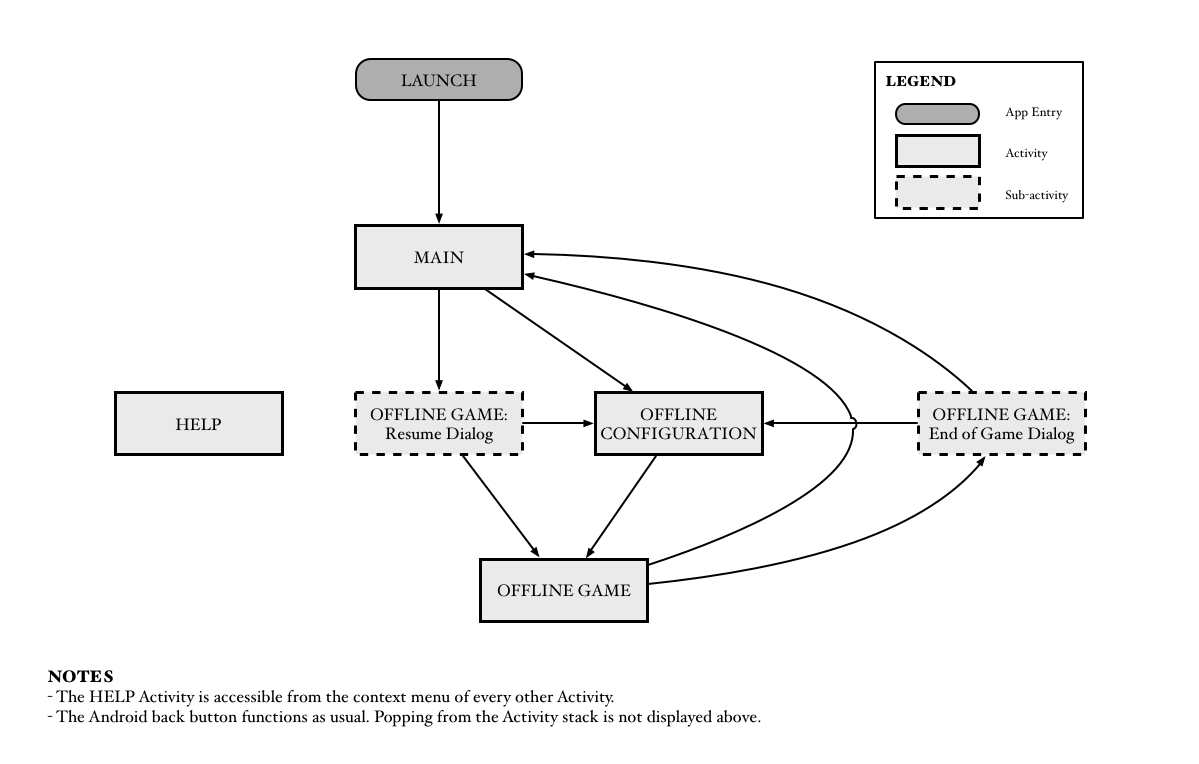 LAUNCH
LEGEND
App Entry
Activity
Sub-activity
MAIN
HELP
OFFLINE GAME:
Resume Dialog
OFFLINE
CONFIGURATION
OFFLINE GAME:
End of Game Dialog
OFFLINE GAME
NOTES
- The HELP Activity is accessible from the context menu of every other Activity.
- The Android back button functions as usual. Popping from the Activity stack is not displayed above.